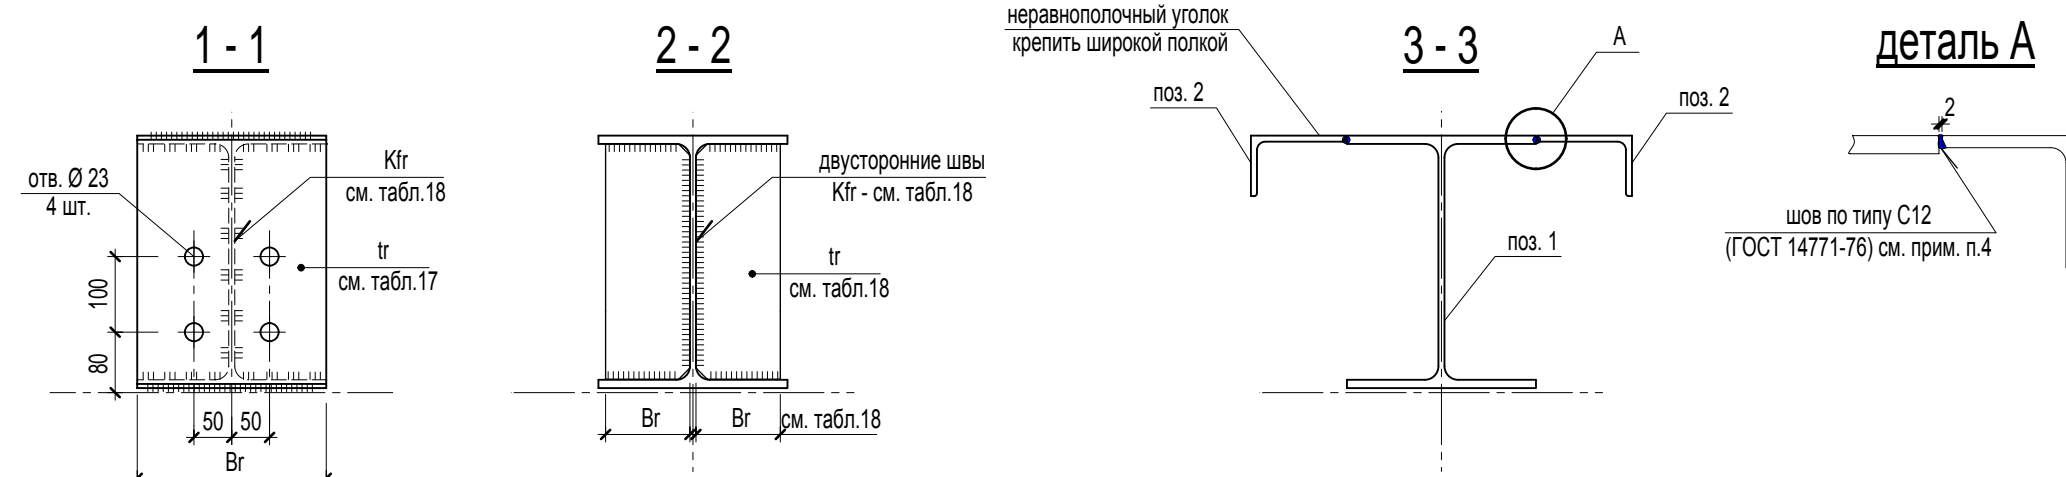 1 - 1
отв. Ø 23
4 шт.
Kfr
см. табл.18
tr
см. табл.17
100
80
50
50
Br
2 - 2
двусторонние швы
Kfr - см. табл.18
tr
см. табл.18
Br
Br
см. табл.18
неравнополочный уголок
крепить широкой полкой
3 - 3
А
поз. 2
поз. 2
поз. 1
деталь А
2
шов по типу С12
(ГОСТ 14771-76) см. прим. п.4